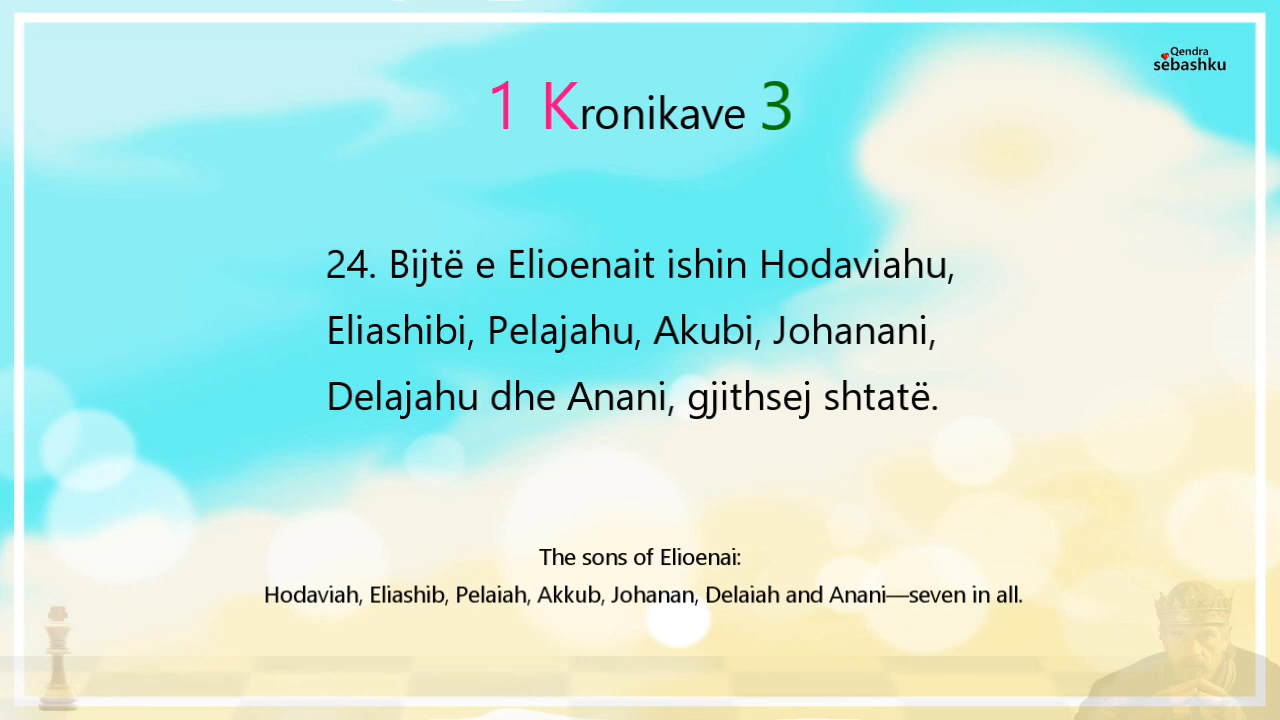 Qendra
sëbashku
1 Kronikave 3
24. Bijtë e Elioenait ishin Hodaviahu,
Eliashibi, Pelajahu, Akubi, Johanani,
Delajahu dhe Anani, gjithsej shtatë.
The sons of Elioenai:
Hodaviah, Eliashib, Pelaiah, Akkub, Johanan, Delaiah and Anani—seven in all.